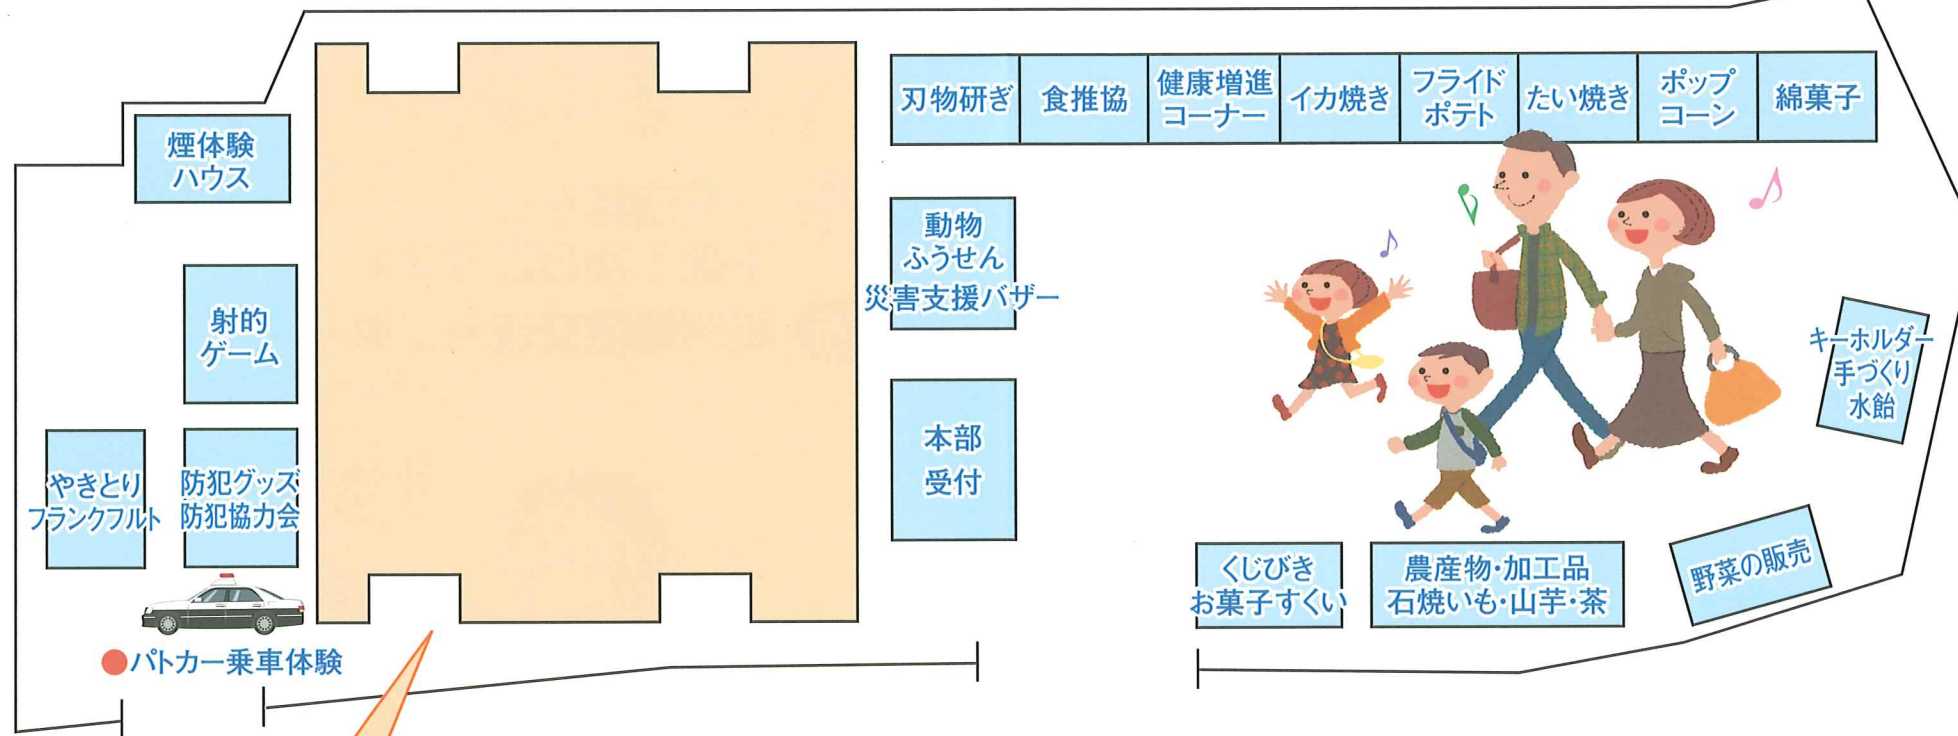 刃物研ぎ
食推協
健康増進
コーナー
イカ焼き
フライド
ポテト
たい焼き
ポップ
コーン
綿菓子
煙体験
ハウス
動物
ふうせん
災害支援バザー
射的
ゲーム
キーホルダー
手づくり
水飴
本部
受付
やきとり
フランクフルト
防犯グッズ
防犯協力会
くじびき
お菓子すくい
農産物・加工品
石焼いも・山芋・茶
野菜の販売
●パトカー乗車体験